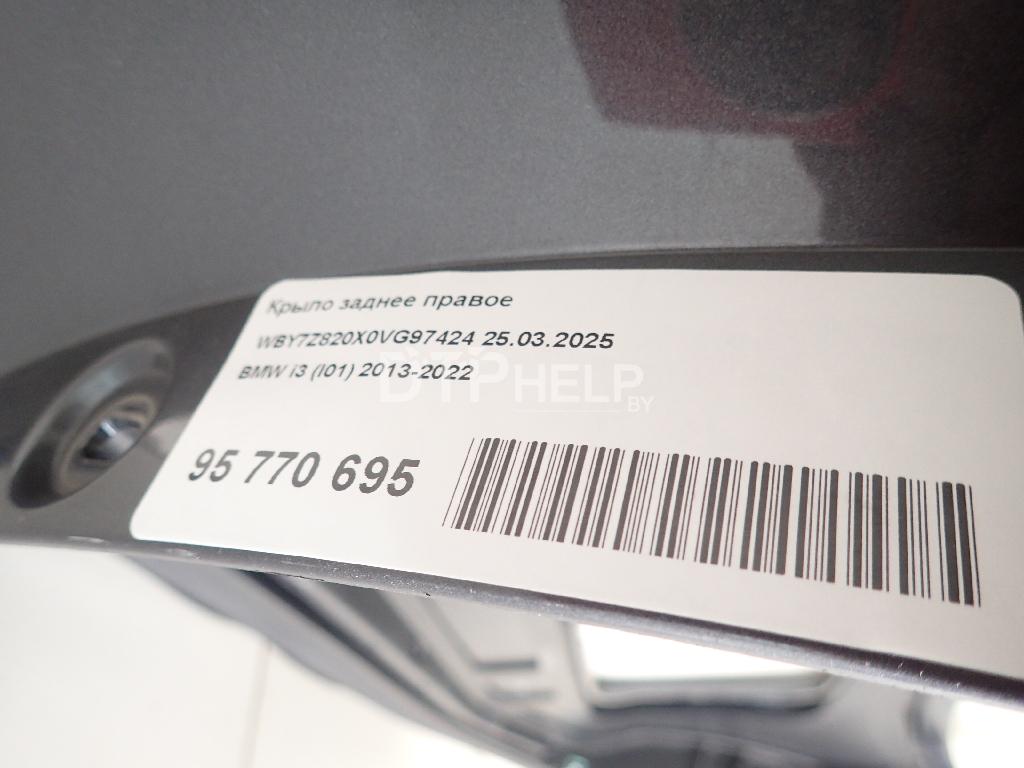 Крыло заднее правое
WBY7Z820X0VG97424 25.03.2025
BMW i3 (I01) 2013-2022
DTPHELP
BY
95 770 695